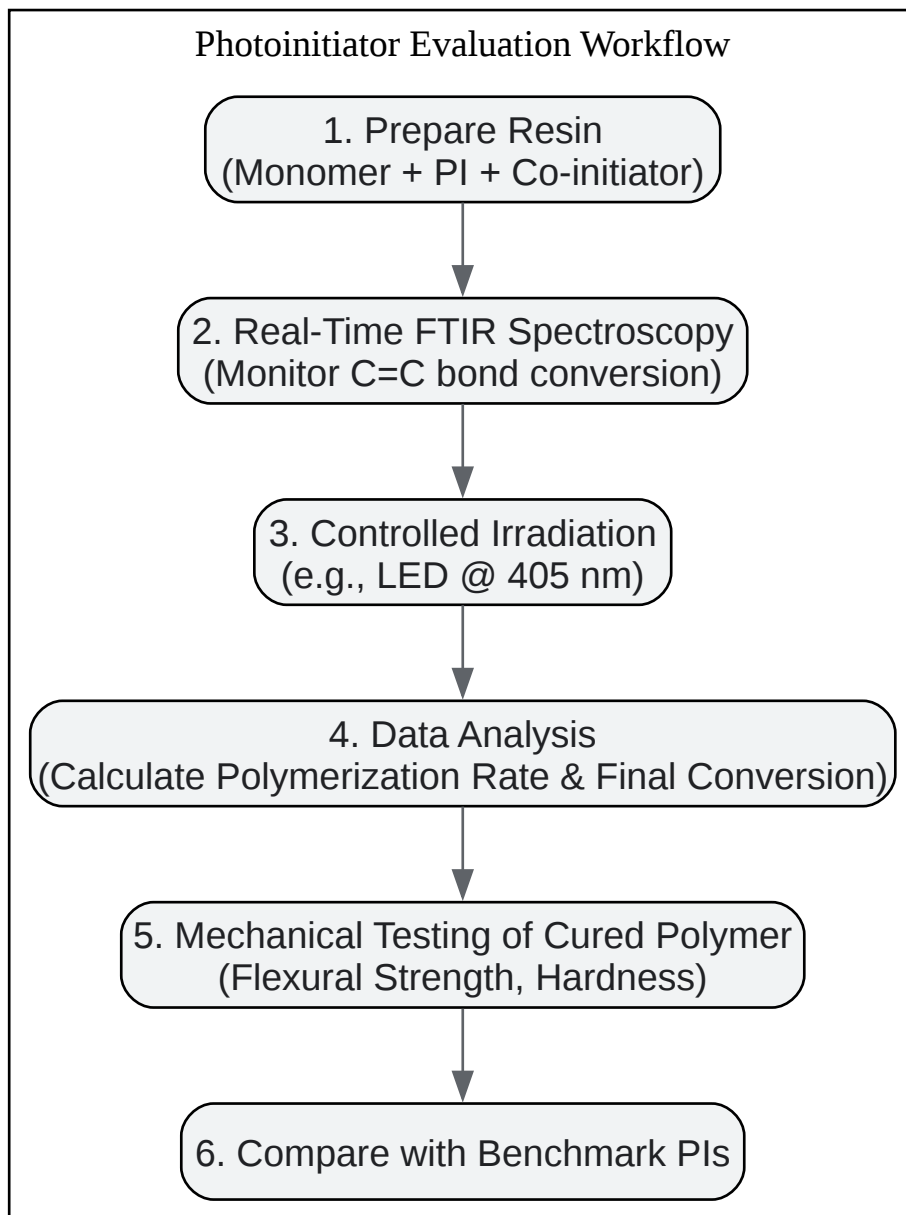 Photoinitiator Evaluation Workflow
1. Prepare Resin
(Monomer + PI + Co-initiator)
2. Real-Time FTIR Spectroscopy
(Monitor C=C bond conversion)
3. Controlled Irradiation
(e.g., LED @ 405 nm)
4. Data Analysis
(Calculate Polymerization Rate & Final Conversion)
5. Mechanical Testing of Cured Polymer
(Flexural Strength, Hardness)
6. Compare with Benchmark PIs